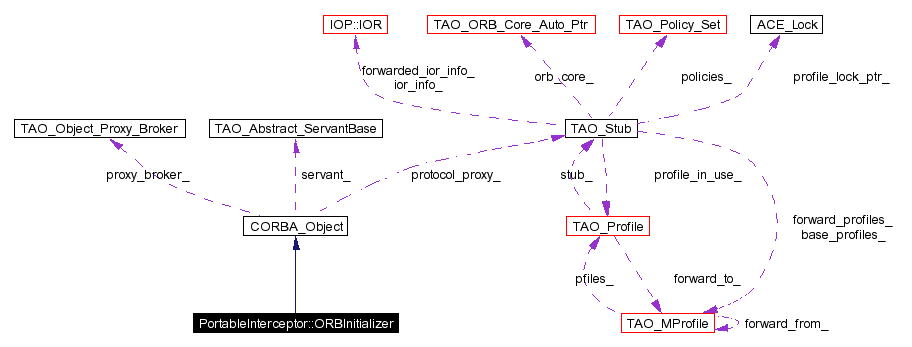 IOP::IOR
TAO_ORB_Core_Auto_Ptr
TAO_Policy_Set
ACE_Lock
forwarded_ior_info_
ior_info_
orb_core_
policies_
profile_lock_ptr_
TAO_Object_Proxy_Broker
TAO_Abstract_ServantBase
TAO_Stub
proxy_broker_
servant_
protocol_proxy_
stub_
profile_in_use_
CORBA_Object
TAO_Profile
forward_profiles_
base_profiles_
pfiles_
forward_to_
PortableInterceptor::ORBInitializer
TAO_MProfile
forward_from_